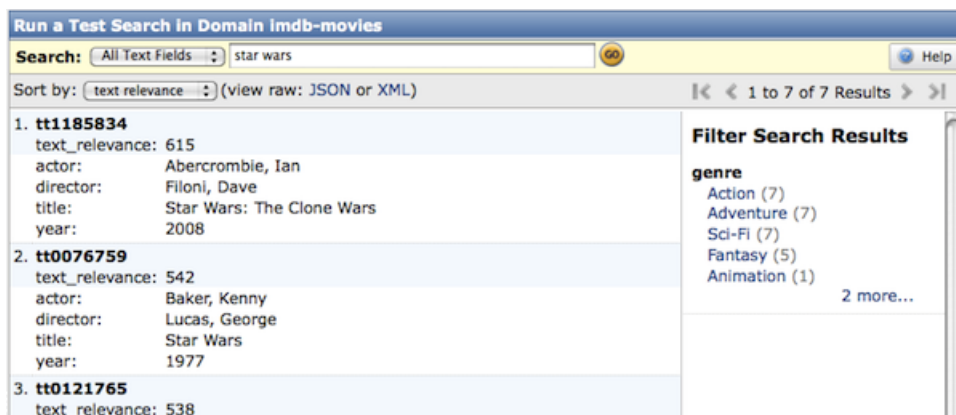 Run a Test Search in Domain imdb-movies
Search: All Text Fields star wars GO Help
Sort by: text relevance (view raw: JSON or XML) 1 to 7 of 7 Results
1. tt1185834
text_relevance: 615
actor: Abercrombie, Ian
director: Filoni, Dave
title: Star Wars: The Clone Wars
year: 2008
2. tt0076759
text_relevance: 542
actor: Baker, Kenny
director: Lucas, George
title: Star Wars
year: 1977
3. tt0121765
text_relevance: 538
Filter Search Results
genre
Action (7)
Adventure (7)
Sci-Fi (7)
Fantasy (5)
Animation (1)
2 more...